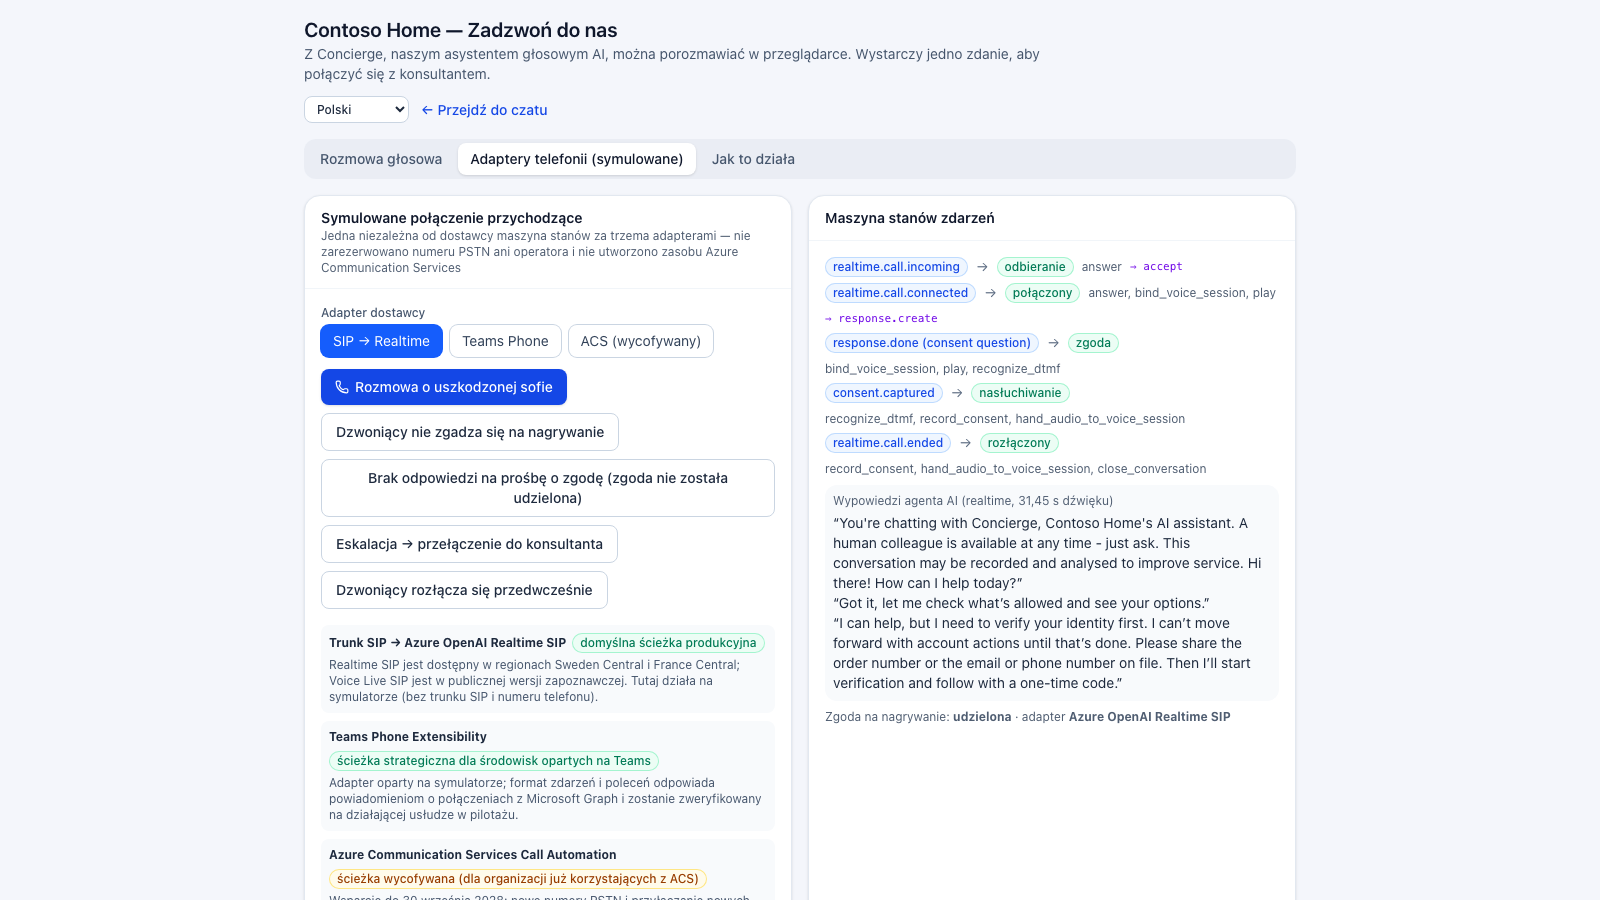 Contoso Home — Zadzwoń do nas
Z Concierge, naszym asystentem głosowym AI, można porozmawiać w przeglądarce. Wystarczy jedno zdanie, aby
połączyć się z konsultantem.
Polski
← Przejdź do czatu
Rozmowa głosowa
Adaptery telefonii (symulowane)
Jak to działa
Symulowane połączenie przychodzące
Jedna niezależna od dostawcy maszyna stanów za trzema adapterami — nie
zarezerwowano numeru PSTN ani operatora i nie utworzono zasobu Azure
Communication Services
Adapter dostawcy
SIP → Realtime
Teams Phone
ACS (wycofywany)
Rozmowa o uszkodzonej sofie
Dzwoniący nie zgadza się na nagrywanie
Brak odpowiedzi na prośbę o zgodę (zgoda nie została
udzielona)
Eskalacja → przełączenie do konsultanta
Dzwoniący rozłącza się przedwcześnie
Trunk SIP → Azure OpenAI Realtime SIP domyślna ścieżka produkcyjna
Realtime SIP jest dostępny w regionach Sweden Central i France Central;
Voice Live SIP jest w publicznej wersji zapoznawczej. Tutaj działa na
symulatorze (bez trunku SIP i numeru telefonu).
Teams Phone Extensibility
ścieżka strategiczna dla środowisk opartych na Teams
Adapter oparty na symulatorze; format zdarzeń i poleceń odpowiada
powiadomieniom o połączeniach z Microsoft Graph i zostanie zweryfikowany
na działającej usłudze w pilotażu.
Azure Communication Services Call Automation
ścieżka wycofywana (dla organizacji już korzystających z ACS)
Maszyna stanów zdarzeń
realtime.call.incoming → odbieranie answer → accept
realtime.call.connected → połączony answer, bind_voice_session, play
→ response.create
response.done (consent question) → zgoda
bind_voice_session, play, recognize_dtmf
consent.captured → nasłuchiwanie
recognize_dtmf, record_consent, hand_audio_to_voice_session
realtime.call.ended → rozłączony
record_consent, hand_audio_to_voice_session, close_conversation
Wypowiedzi agenta AI (realtime, 31,45 s dźwięku)
“You're chatting with Concierge, Contoso Home's AI assistant. A
human colleague is available at any time - just ask. This
conversation may be recorded and analysed to improve service. Hi
there! How can I help today?”
“Got it, let me check what’s allowed and see your options.”
“I can help, but I need to verify your identity first. I can’t move
forward with account actions until that’s done. Please share the
order number or the email or phone number on file. Then I’ll start
verification and follow with a one-time code.”
Zgoda na nagrywanie: udzielona · adapter Azure OpenAI Realtime SIP